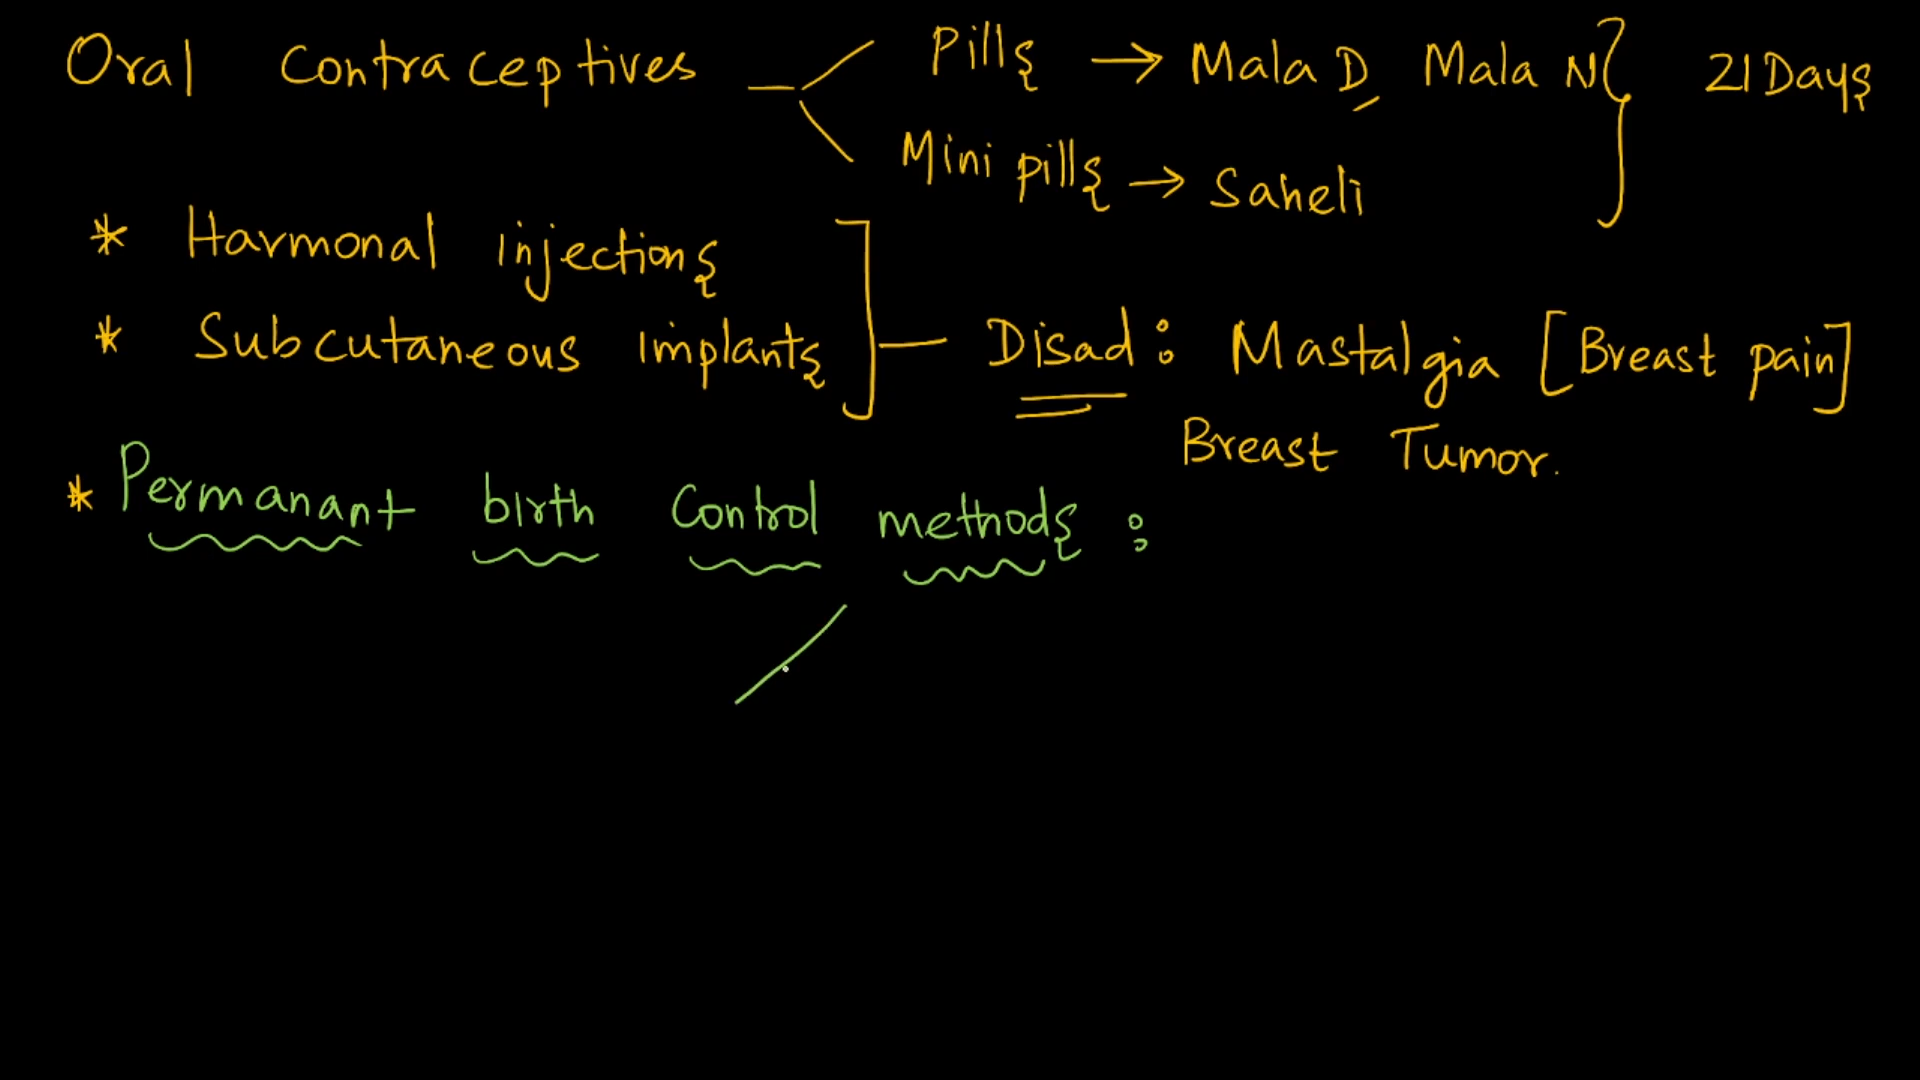 Oral Contraceptives — Pills → Mala D, Mala N } 21 Days
Mini pills → Saheli
* Harmonal injections
* Subcutaneous implants — Disad : Mastalgia [Breast pain]
Breast Tumor.
* Permanant birth Control methods :